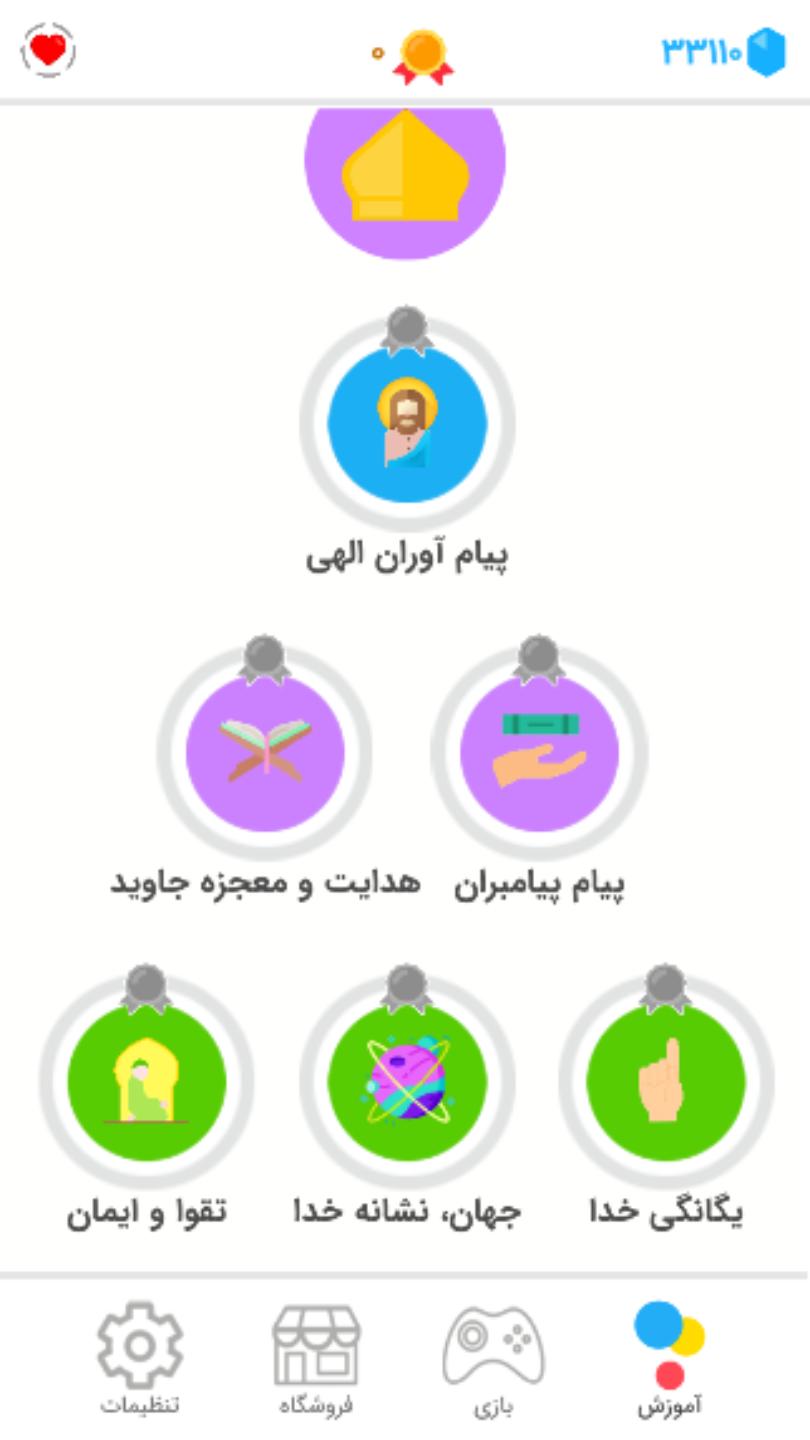 ۳۳۱۱۰
۰
پیام آوران الهی
پیام پیامبران
هدایت و معجزه جاوید
یگانگی خدا
جهان، نشانه خدا
تقوا و ایمان
آموزش
بازی
فروشگاه
تنظیمات